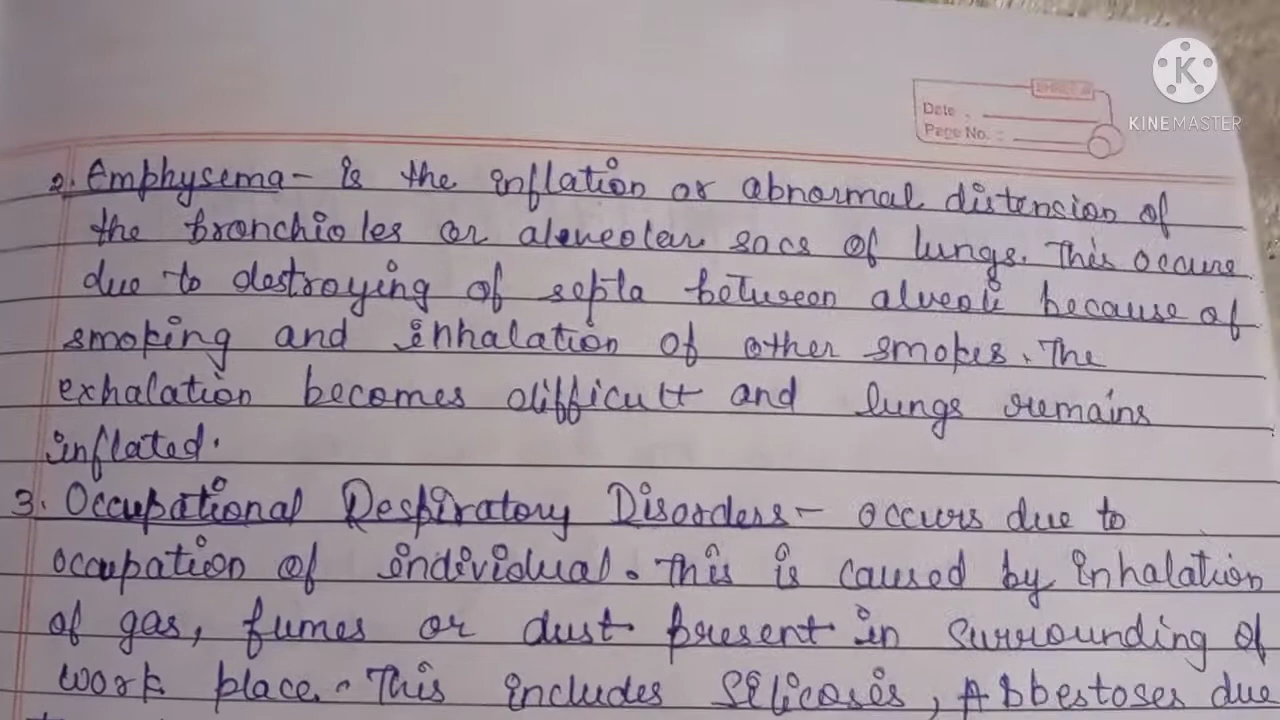 KINEMASTER
Date
Page No. :
2. Emphysema - is the inflation or abnormal distension of
the bronchioles or alveolar sacs of lungs. This occurs
due to destroying of septa between alveoli because of
smoking and inhalation of other smokes. The
exhalation becomes difficult and lungs remains
inflated.
3. Occupational Respiratory Disorders - occurs due to
occupation of individual. This is caused by inhalation
of gas, fumes or dust present in surrounding of
work place. This includes Silicosis, Asbestoses due